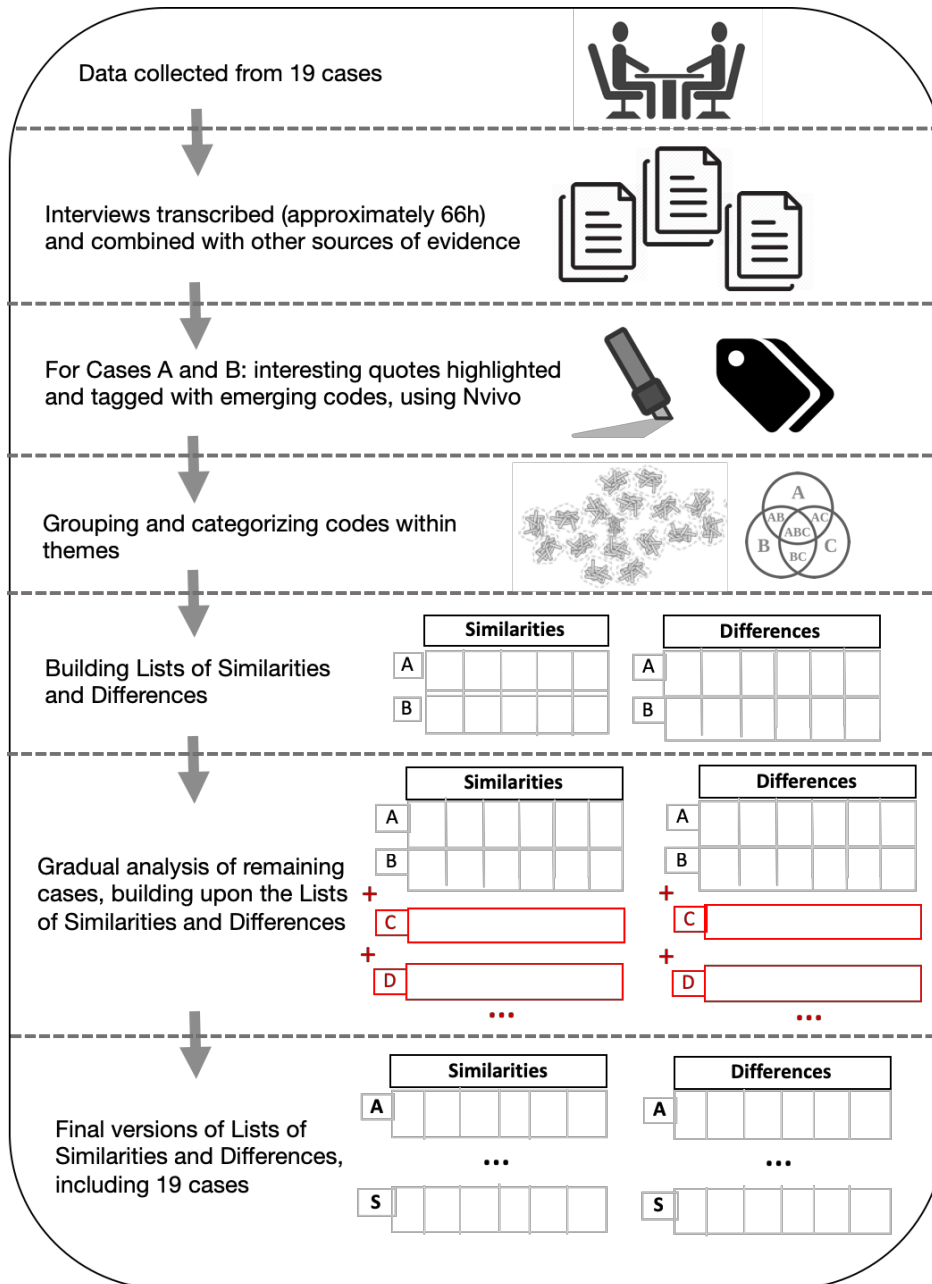 Data collected from 19 cases
Interviews transcribed (approximately 66h)
and combined with other sources of evidence
For Cases A and B: interesting quotes highlighted
and tagged with emerging codes, using Nvivo
Grouping and categorizing codes within
themes
A
AB
AC
ABC
B
C
BC
Building Lists of Similarities
and Differences
Similarities
A
B
Differences
A
B
Gradual analysis of remaining
cases, building upon the Lists
of Similarities and Differences
Similarities
A
B
+
C
+
D
...
Differences
A
B
+
C
+
D
...
Final versions of Lists of
Similarities and Differences,
including 19 cases
Similarities
A
...
S
Differences
A
...
S